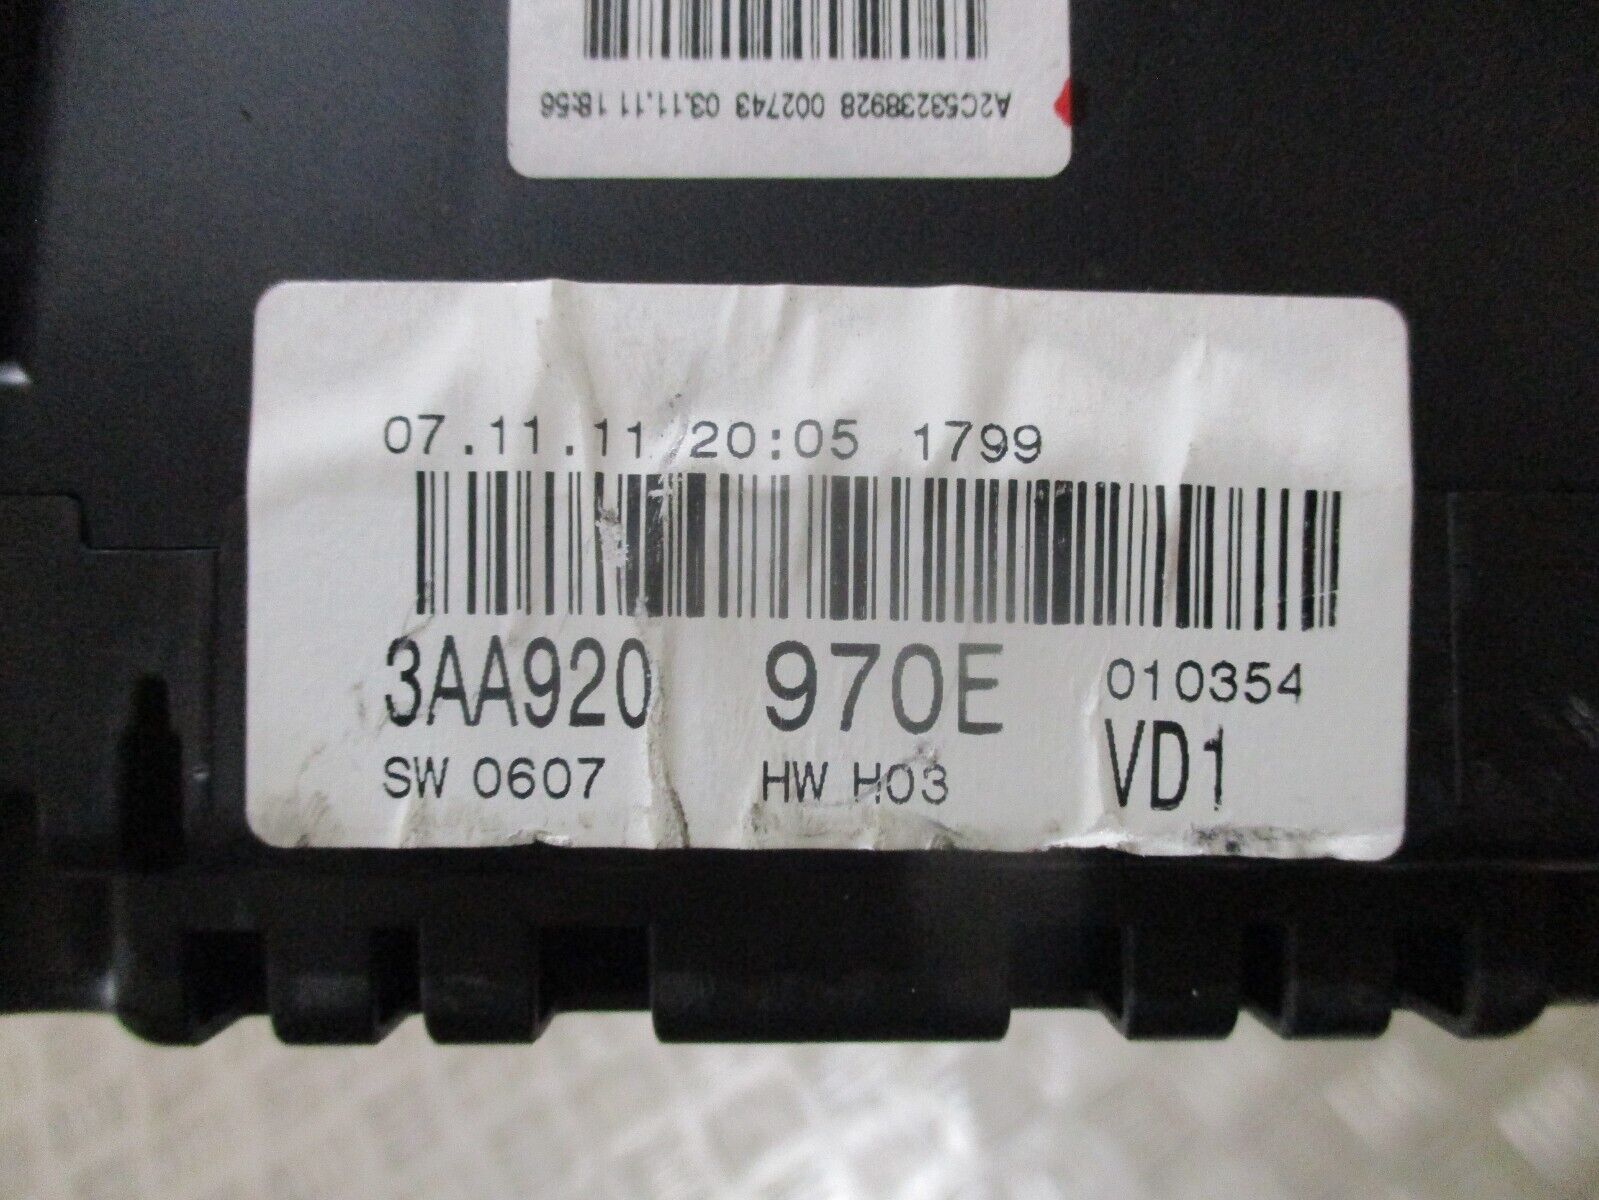 A2C53238928 002743 03.11.11 18:56
07.11.11 20:05 1799
3AA920 970E 010354
SW 0607 HW H03 VD1